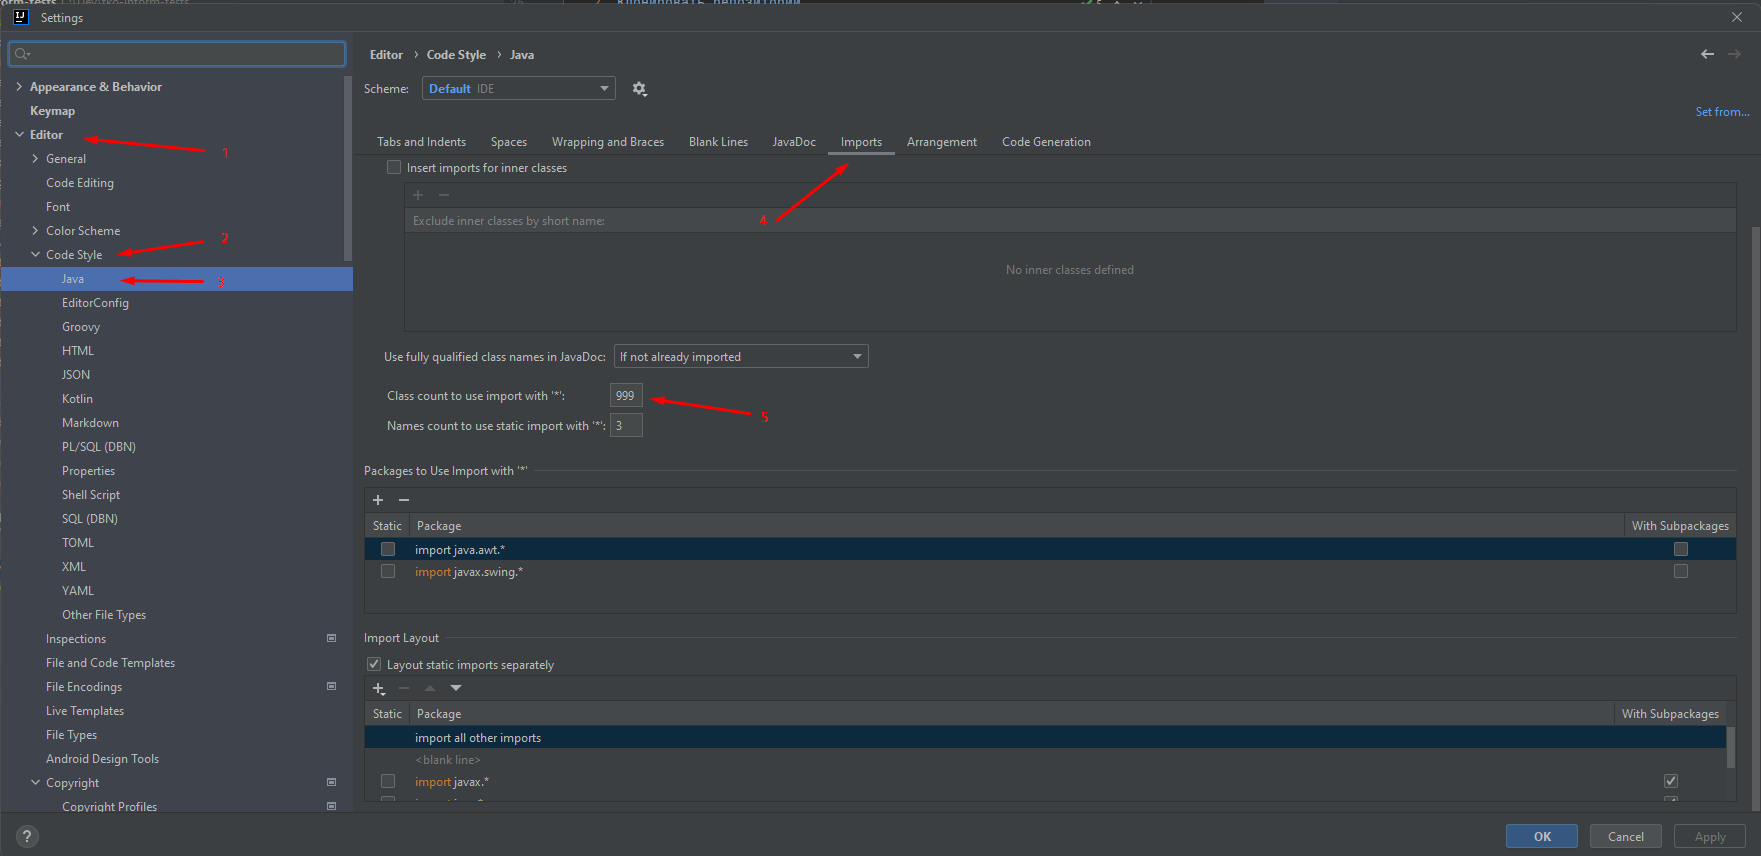 Settings
Editor › Code Style › Java
Scheme: Default IDE
Set from...
Appearance & Behavior
Keymap
Editor
1
General
Code Editing
Font
Color Scheme
Code Style
2
Java
3
EditorConfig
Groovy
HTML
JSON
Kotlin
Markdown
PL/SQL (DBN)
Properties
Shell Script
SQL (DBN)
TOML
XML
YAML
Other File Types
Inspections
File and Code Templates
File Encodings
Live Templates
File Types
Android Design Tools
Copyright
Copyright Profiles
Tabs and Indents Spaces Wrapping and Braces Blank Lines JavaDoc Imports Arrangement Code Generation
Insert imports for inner classes
4
Exclude inner classes by short name:
No inner classes defined
Use fully qualified class names in JavaDoc: If not already imported
Class count to use import with '*': 999
5
Names count to use static import with '*': 3
Packages to Use Import with '*'
Static Package With Subpackages
import java.awt.*
import javax.swing.*
Import Layout
Layout static imports separately
Static Package With Subpackages
import all other imports
<blank line>
import javax.*
? OK Cancel Apply